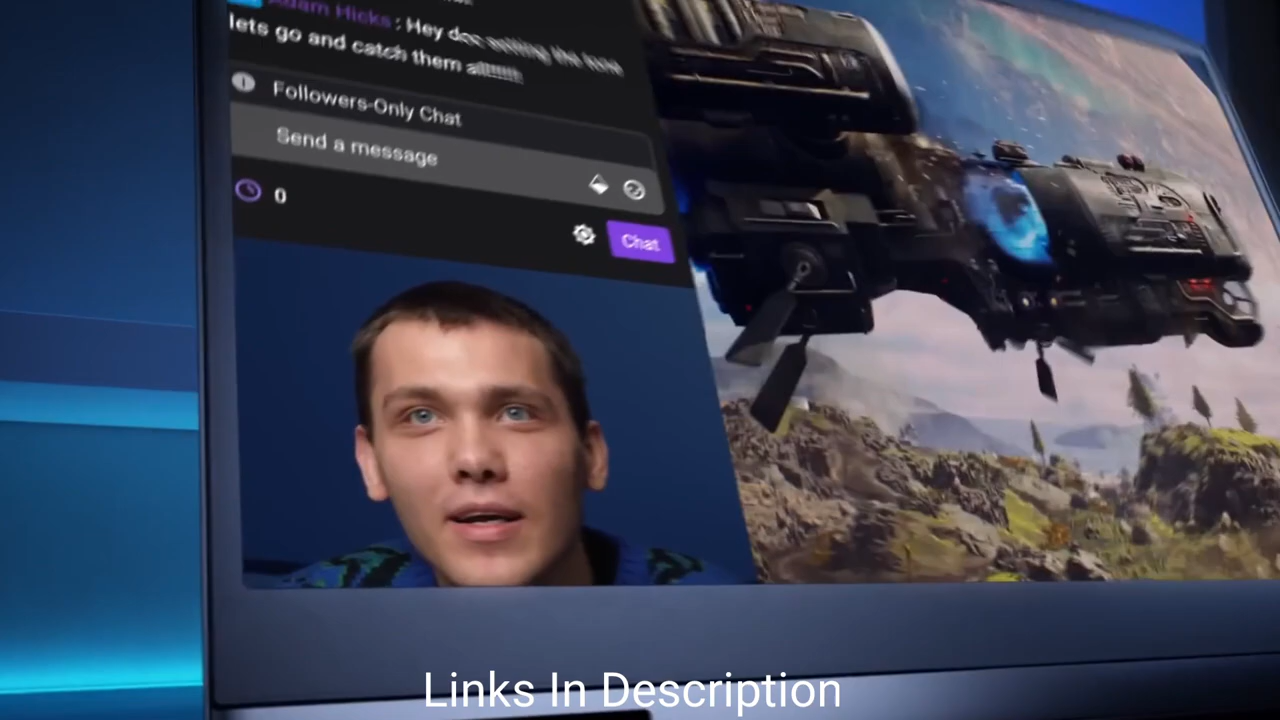 Adam Hicks : Hey
lets go and catch them all!!!!!!
Followers-Only Chat
Send a message
0
Chat
Links In Description